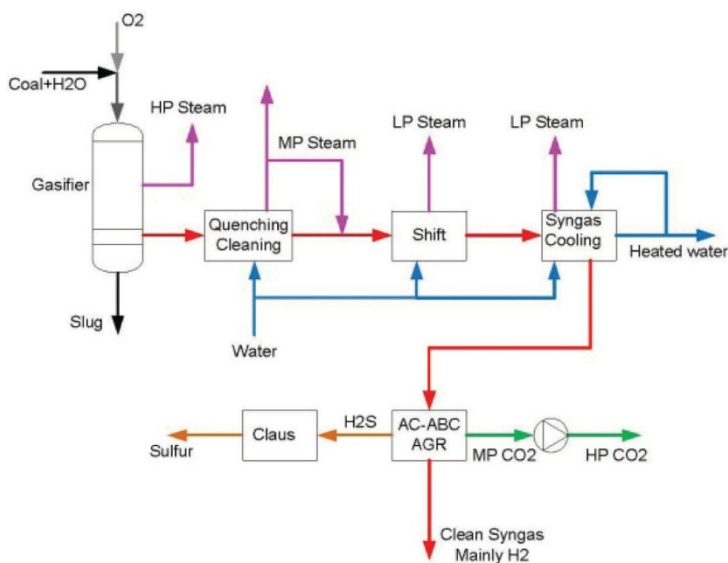 O2
Coal+H2O
HP Steam
MP Steam
LP Steam
LP Steam
Gasifier
Quenching
Cleaning
Shift
Syngas
Cooling
Heated water
Slug
Water
Sulfur
Claus
H2S
AC-ABC
AGR
MP CO2
HP CO2
Clean Syngas
Mainly H2